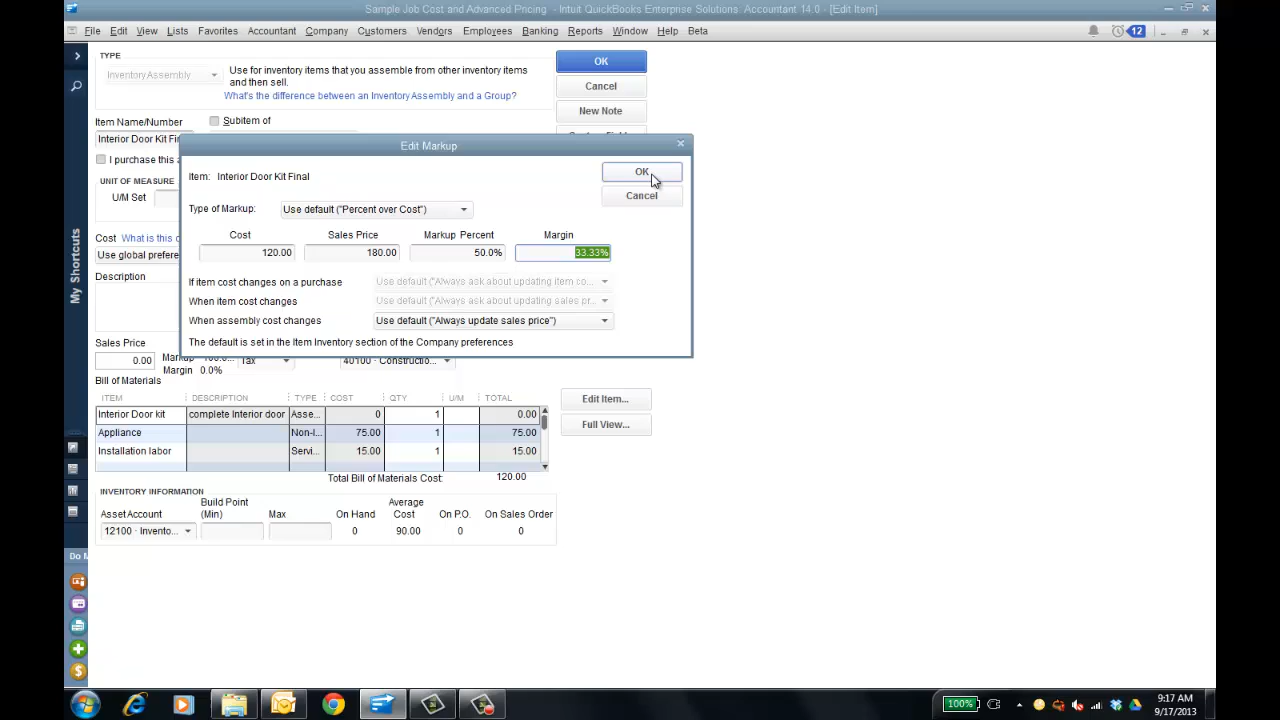 Sample Job Cost and Advanced Pricing - Intuit QuickBooks Enterprise Solutions: Accountant 14.0 - [Edit Item]
File Edit View Lists Favorites Accountant Company Customers Vendors Employees Banking Reports Window Help Beta 12
TYPE
Inventory Assembly
Use for inventory items that you assemble from other inventory items
and then sell.
What's the difference between an Inventory Assembly and a Group?
OK
Cancel
New Note
Item Name/Number
Subitem of
Interior Door Kit Fin
I purchase this a
UNIT OF MEASURE
U/M Set
Edit Markup
Item: Interior Door Kit Final
OK
Cancel
Type of Markup: Use default ("Percent over Cost")
Cost Sales Price Markup Percent Margin
120.00 180.00 50.0% 33.33%
If item cost changes on a purchase Use default ("Always ask about updating item co...
When item cost changes Use default ("Always ask about updating sales pr...
When assembly cost changes Use default ("Always update sales price")
The default is set in the Item Inventory section of the Company preferences
Cost What is this c
Use global prefere
Description
My Shortcuts
Sales Price
0.00
Margin 0.0%
Tax
40100 · Constructio...
Bill of Materials
ITEM DESCRIPTION TYPE COST QTY U/M TOTAL
Interior Door kit complete Interior door Asse... 0 1 0.00
Appliance Non-I... 75.00 1 75.00
Installation labor Servi... 15.00 1 15.00
Total Bill of Materials Cost: 120.00
Edit Item...
Full View...
INVENTORY INFORMATION
Asset Account
Build Point
(Min)
Max
On Hand
Average
Cost
On P.O.
On Sales Order
12100 · Invento... 0 90.00 0 0
Do M
100%
9:17 AM
9/17/2013